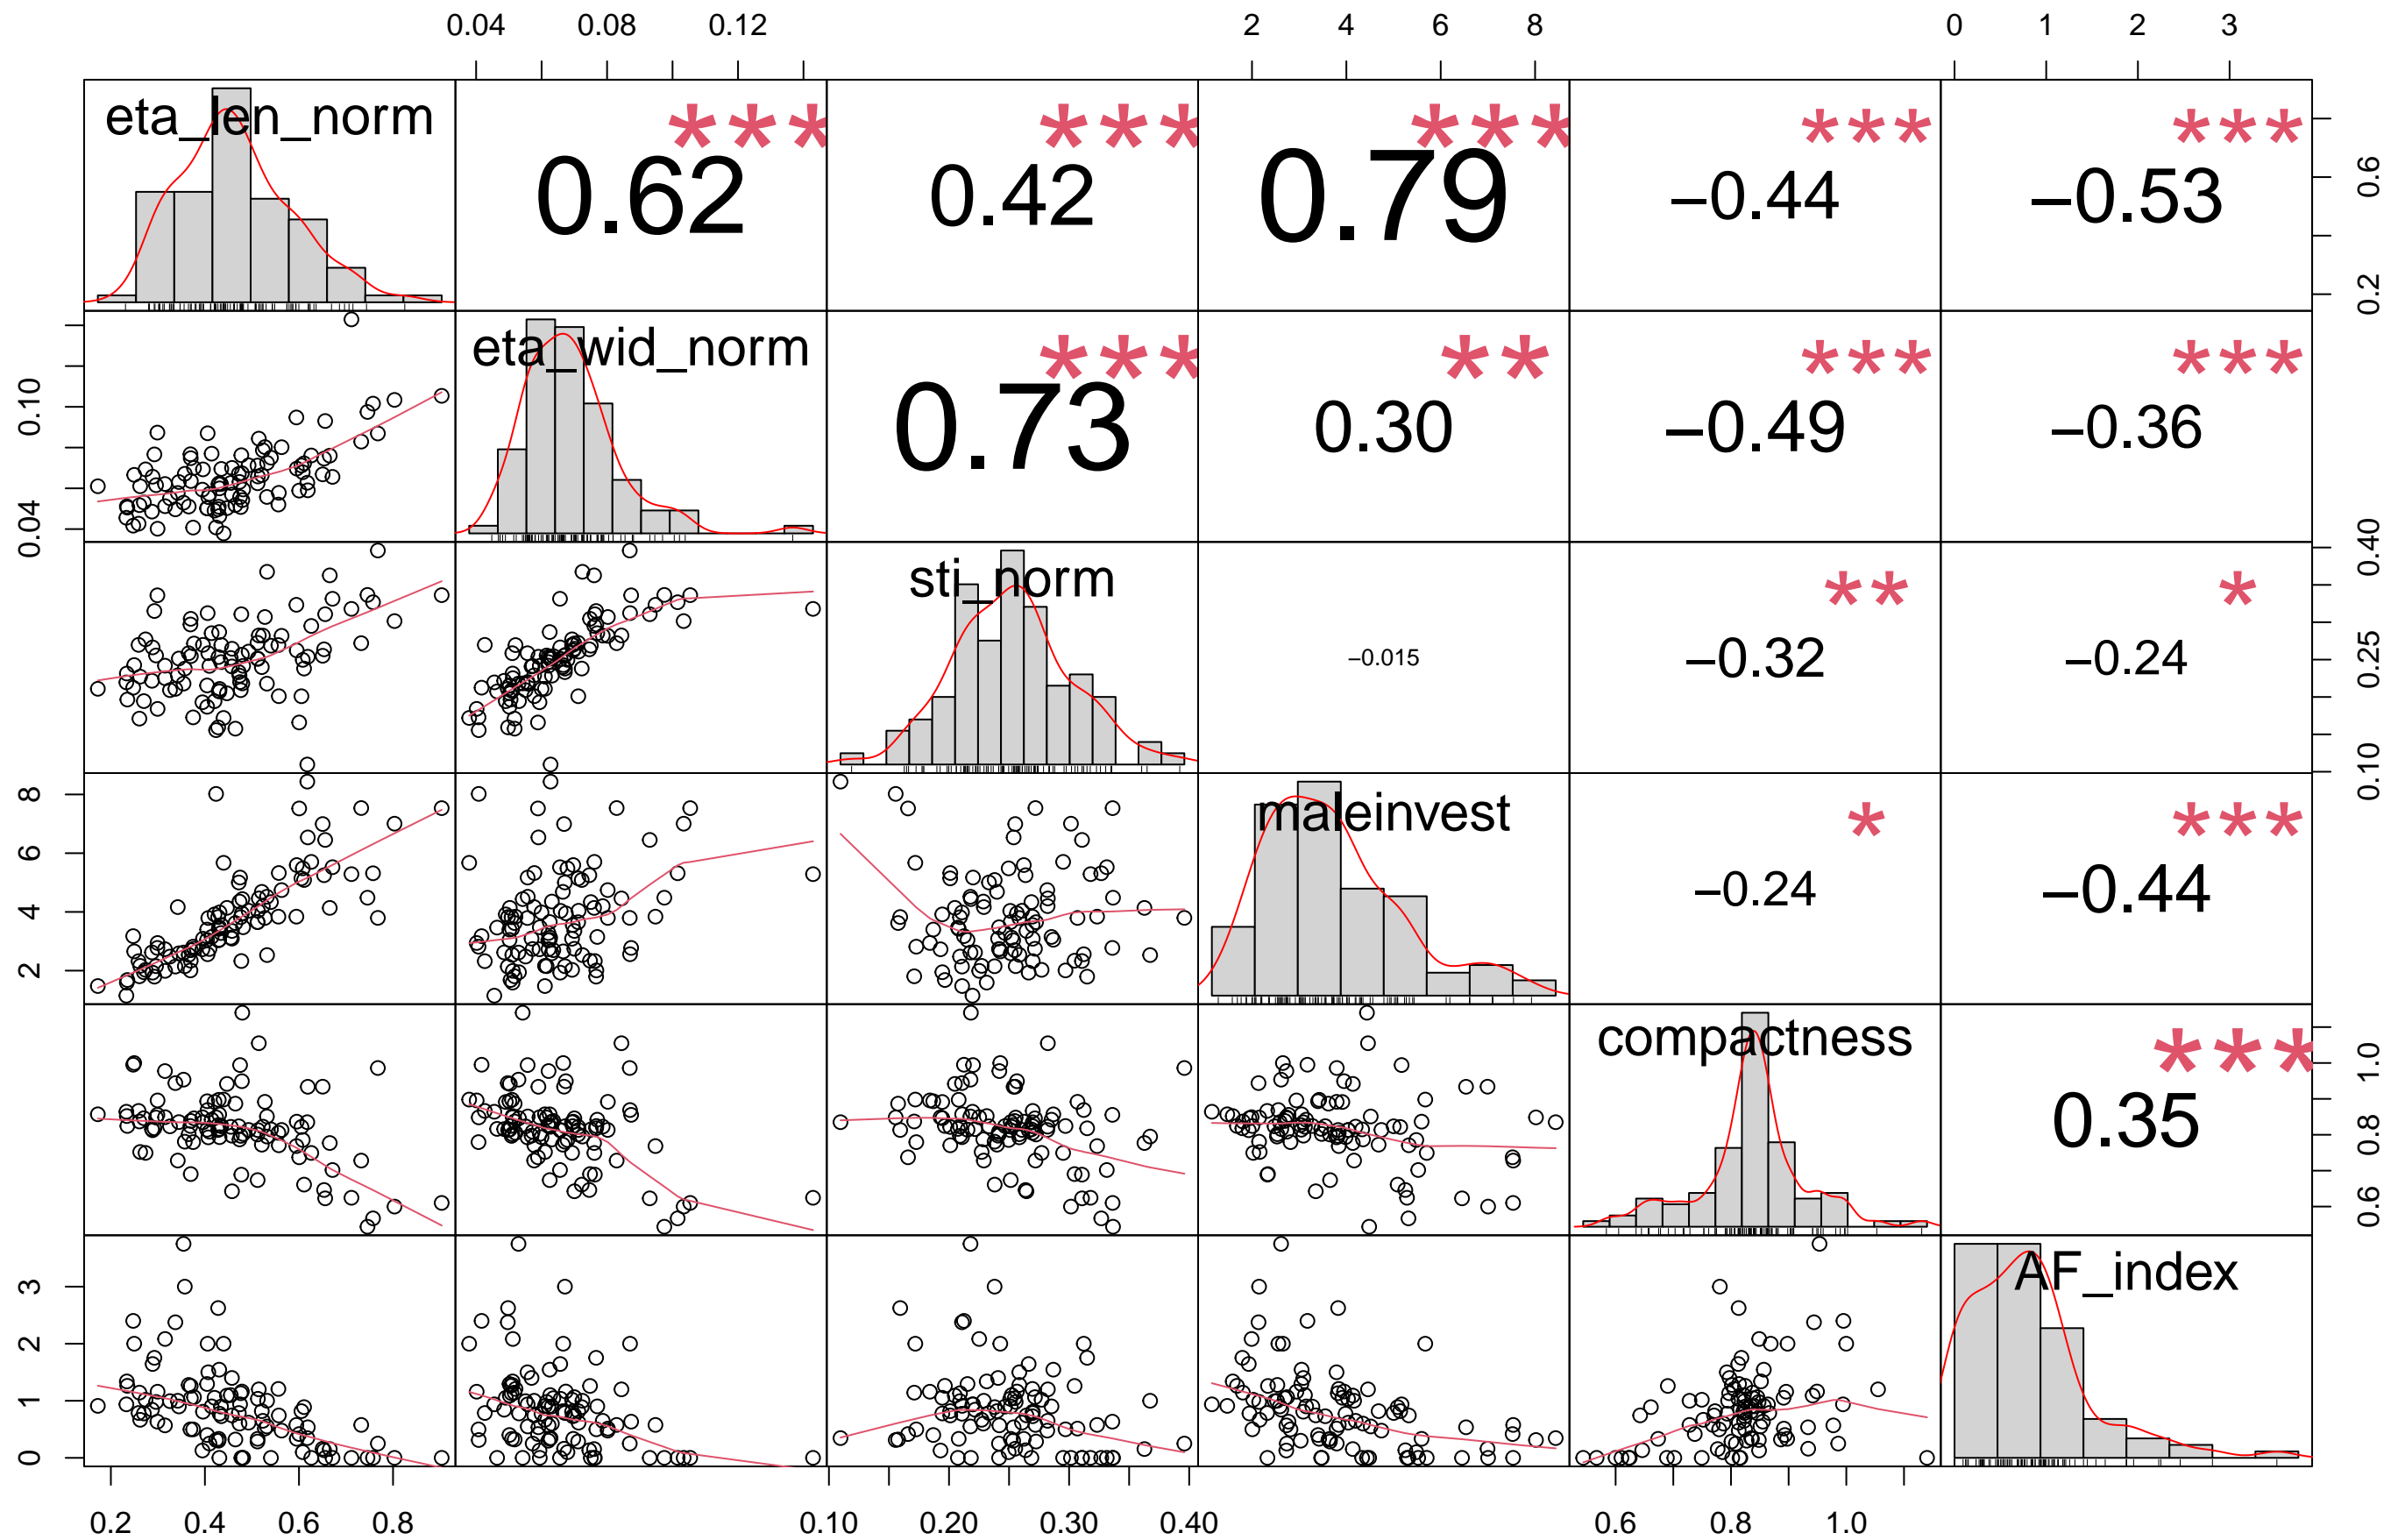 0.04 0.08 0.12 2 4 6 8 0 1 2 3
eta_len_norm *** 0.62 *** 0.42 *** 0.79 *** −0.44 *** −0.53 0.2 0.6
0.04 0.10 eta_wid_norm *** 0.73 ** 0.30 *** −0.49 *** −0.36
sti_norm −0.015 ** −0.32 * −0.24 0.10 0.25 0.40
2 4 6 8 maleinvest * −0.24 *** −0.44
compactness *** 0.35 0.6 0.8 1.0
0 1 2 3 AF_index
0.2 0.4 0.6 0.8 0.10 0.20 0.30 0.40 0.6 0.8 1.0